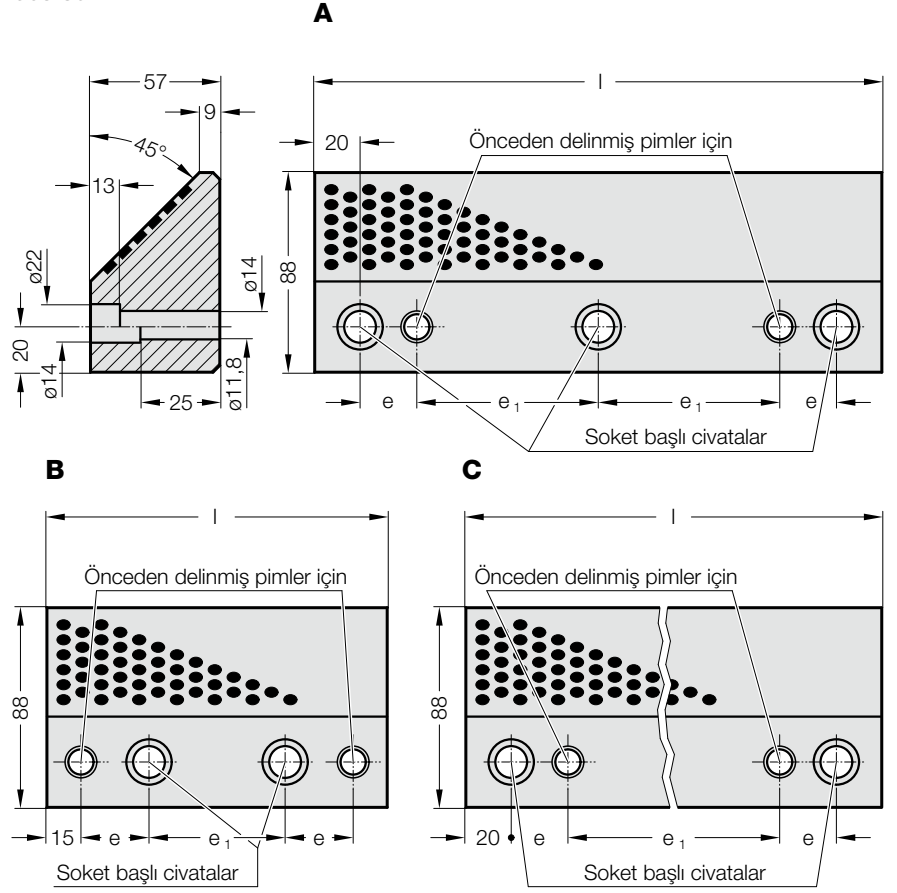 A
57
l
9
20
Önceden delinmiş pimler için
45°
13
ø22
ø14
88
20
ø14
25
ø11,8
e
e1
e1
e
Soket başlı civatalar
B
C
l
l
Önceden delinmiş pimler için
Önceden delinmiş pimler için
88
88
15
e
e1
e
20
e
e1
e
Soket başlı civatalar
Soket başlı civatalar